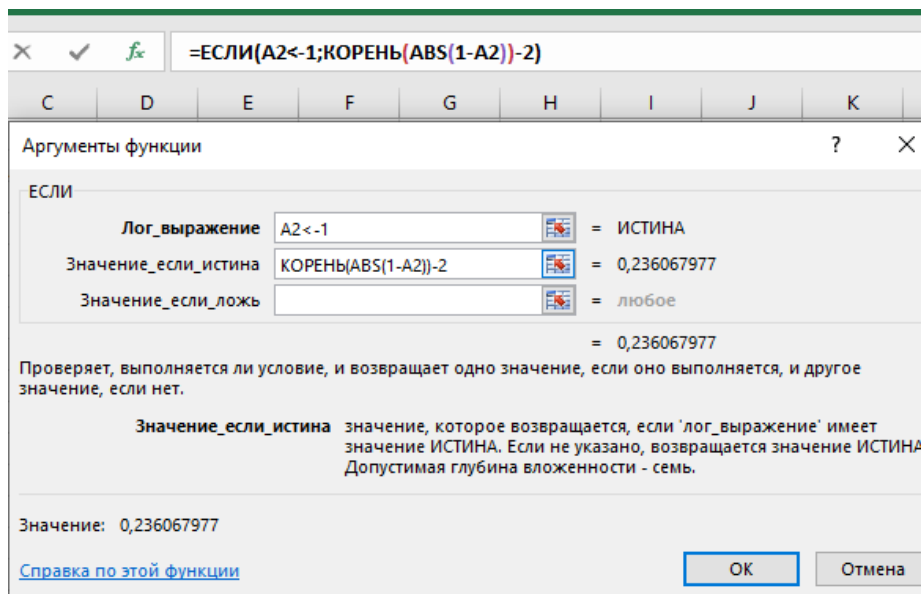 fx =ЕСЛИ(A2<-1;КОРЕНЬ(ABS(1-A2))-2)
C D E F G H I J K
Аргументы функции ?
ЕСЛИ
Лог_выражение A2<-1 = ИСТИНА
Значение_если_истина КОРЕНЬ(ABS(1-A2))-2 = 0,236067977
Значение_если_ложь = любое
= 0,236067977
Проверяет, выполняется ли условие, и возвращает одно значение, если оно выполняется, и другое
значение, если нет.
Значение_если_истина значение, которое возвращается, если 'лог_выражение' имеет
значение ИСТИНА. Если не указано, возвращается значение ИСТИНА
Допустимая глубина вложенности - семь.
Значение: 0,236067977
Справка по этой функции ОК Отмена